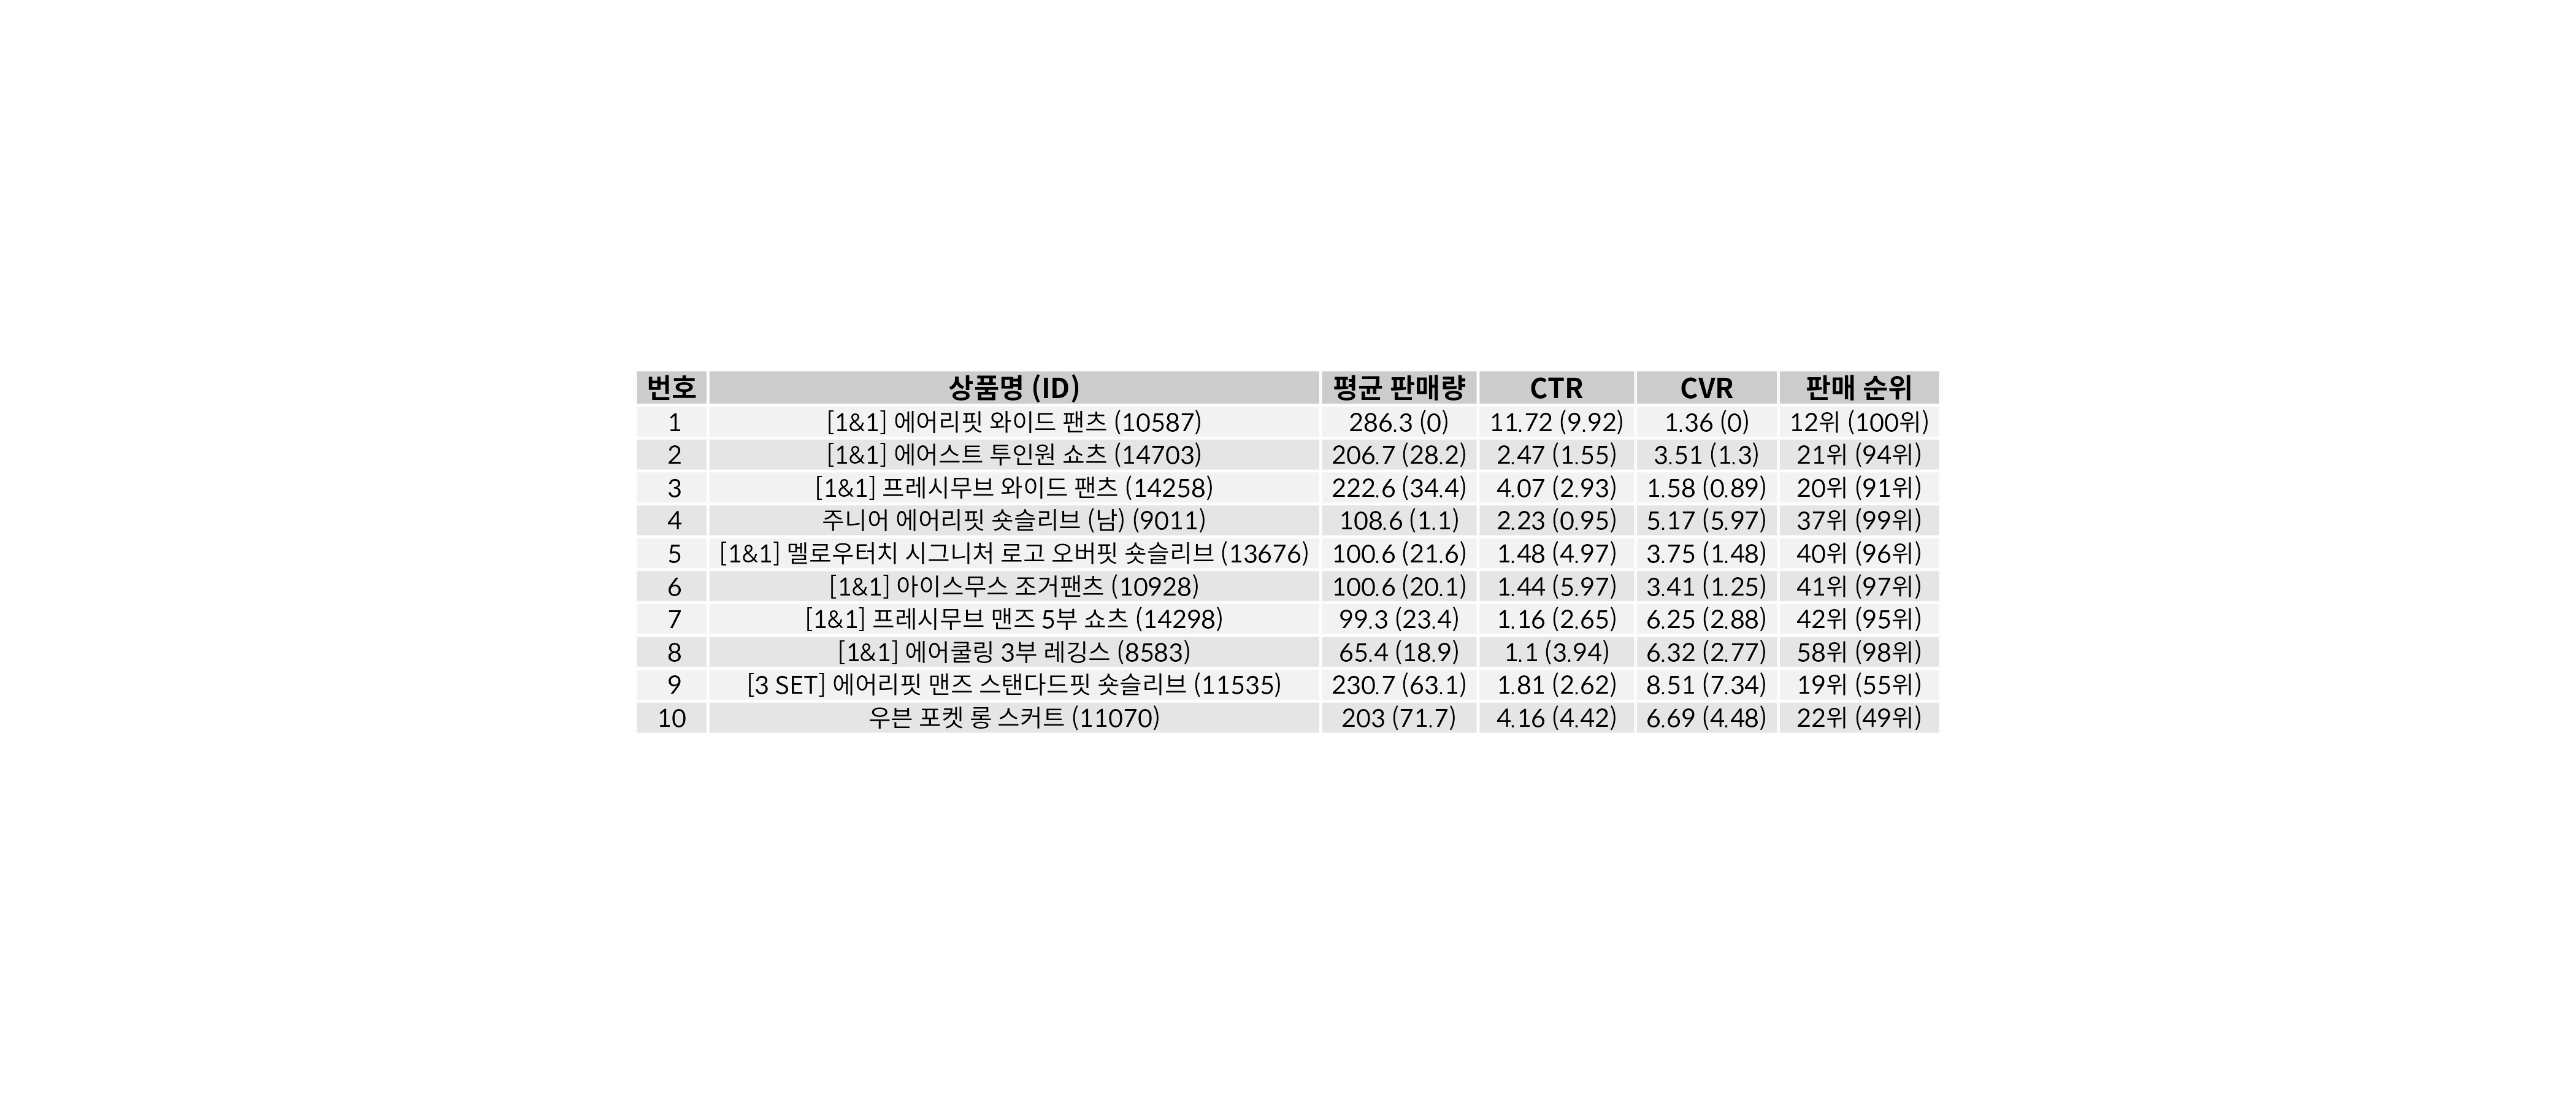 번호 상품명 (ID) 평균 판매량 CTR CVR 판매 순위
1 [1&1] 에어리핏 와이드 팬츠 (10587) 286.3 (0) 11.72 (9.92) 1.36 (0) 12위 (100위)
2 [1&1] 에어스트 투인원 쇼츠 (14703) 206.7 (28.2) 2.47 (1.55) 3.51 (1.3) 21위 (94위)
3 [1&1] 프레시무브 와이드 팬츠 (14258) 222.6 (34.4) 4.07 (2.93) 1.58 (0.89) 20위 (91위)
4 주니어 에어리핏 숏슬리브 (남) (9011) 108.6 (1.1) 2.23 (0.95) 5.17 (5.97) 37위 (99위)
5 [1&1] 멜로우터치 시그니처 로고 오버핏 숏슬리브 (13676) 100.6 (21.6) 1.48 (4.97) 3.75 (1.48) 40위 (96위)
6 [1&1] 아이스무스 조거팬츠 (10928) 100.6 (20.1) 1.44 (5.97) 3.41 (1.25) 41위 (97위)
7 [1&1] 프레시무브 맨즈 5부 쇼츠 (14298) 99.3 (23.4) 1.16 (2.65) 6.25 (2.88) 42위 (95위)
8 [1&1] 에어쿨링 3부 레깅스 (8583) 65.4 (18.9) 1.1 (3.94) 6.32 (2.77) 58위 (98위)
9 [3 SET] 에어리핏 맨즈 스탠다드핏 숏슬리브 (11535) 230.7 (63.1) 1.81 (2.62) 8.51 (7.34) 19위 (55위)
10 우븐 포켓 롱 스커트 (11070) 203 (71.7) 4.16 (4.42) 6.69 (4.48) 22위 (49위)